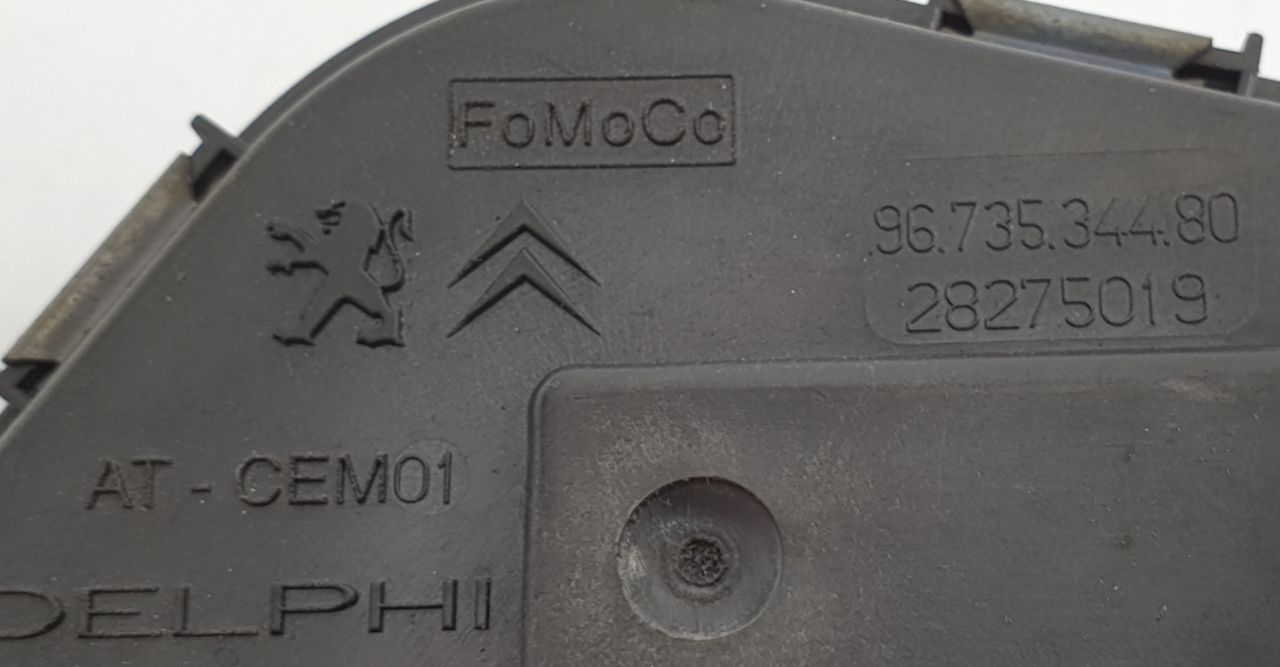 FoMoCo
96.735.344.80
28275019
AT - CEM01
DELPHI